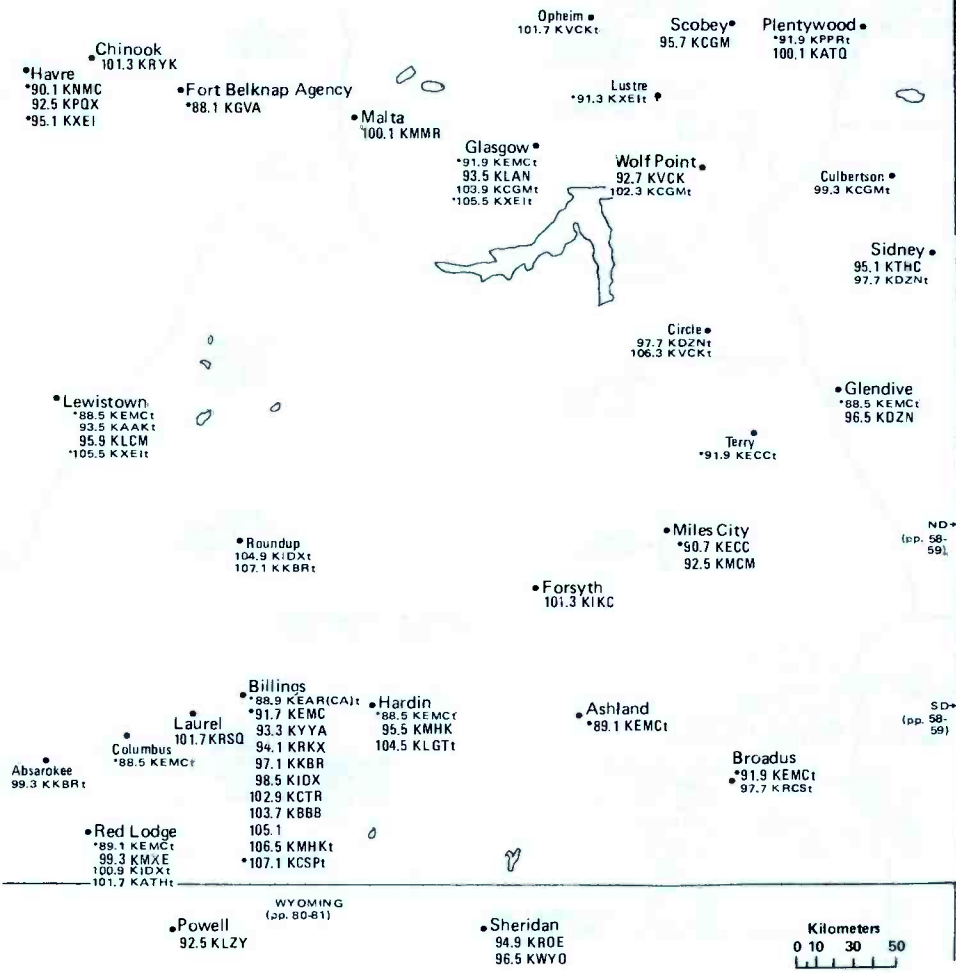 Opheim
101.7 KVCKt
Scobey
95.7 KCGM
Plentywood
*91.9 KPPRt
100.1 KATQ
Chinook
101.3 KRYK
Havre
*90.1 KNMC
92.5 KPQX
*95.1 KXEI
Fort Belknap Agency
*88.1 KGVA
Malta
100.1 KMMR
Lustre
*91.3 KXEIt
Glasgow
*91.9 KEMCt
93.5 KLAN
103.9 KCGMt
*105.5 KXEIt
Wolf Point
92.7 KVCK
102.3 KCGMt
Culbertson
99.3 KCGMt
Sidney
95.1 KTHC
97.7 KDZNt
Circle
97.7 KDZNt
106.3 KVCKt
Lewistown
*88.5 KEMCt
93.5 KAAKt
95.9 KLCM
*105.5 KXEIt
Glendive
*88.5 KEMCt
96.5 KDZN
Terry
*91.9 KECCt
Roundup
104.9 KIDXt
107.1 KKBRt
Miles City
*90.7 KECC
92.5 KMCM
ND→
(pp. 58-
59)
Forsyth
101.3 KIKC
Billings
*88.9 KEAR(CA)t
*91.7 KEMC
93.3 KYYA
94.1 KRKX
97.1 KKBR
98.5 KIDX
102.9 KCTR
103.7 KBBB
105.1
106.5 KMHKt
*107.1 KCSPt
Laurel
101.7 KRSQ
Columbus
*88.5 KEMCt
Absarokee
99.3 KKBRt
Hardin
*88.5 KEMCt
95.5 KMHK
104.5 KLGTt
Ashland
*89.1 KEMCt
SD→
(pp. 58-
59)
Broadus
*91.9 KEMCt
97.7 KRCSt
Red Lodge
*89.1 KEMCt
99.3 KMXE
100.9 KIDXt
101.7 KATHt
WYOMING
(pp. 80-81)
Powell
92.5 KLZY
Sheridan
94.9 KROE
96.5 KWYO
Kilometers
0 10 30 50